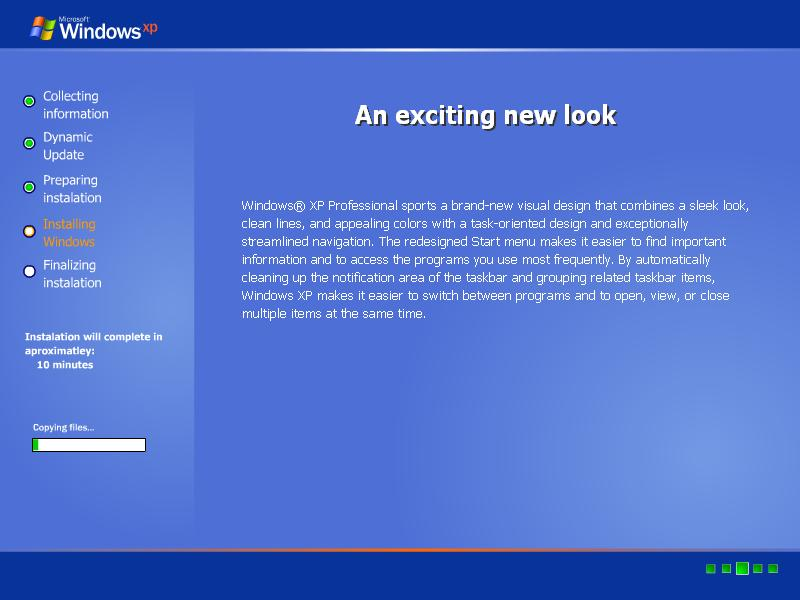 Microsoft
Windows xp
Collecting
information
Dynamic
Update
Preparing
instalation
Installing
Windows
Finalizing
instalation
Instalation will complete in
aproximatley:
10 minutes
Copying files...
An exciting new look
Windows® XP Professional sports a brand-new visual design that combines a sleek look,
clean lines, and appealing colors with a task-oriented design and exceptionally
streamlined navigation. The redesigned Start menu makes it easier to find important
information and to access the programs you use most frequently. By automatically
cleaning up the notification area of the taskbar and grouping related taskbar items,
Windows XP makes it easier to switch between programs and to open, view, or close
multiple items at the same time.